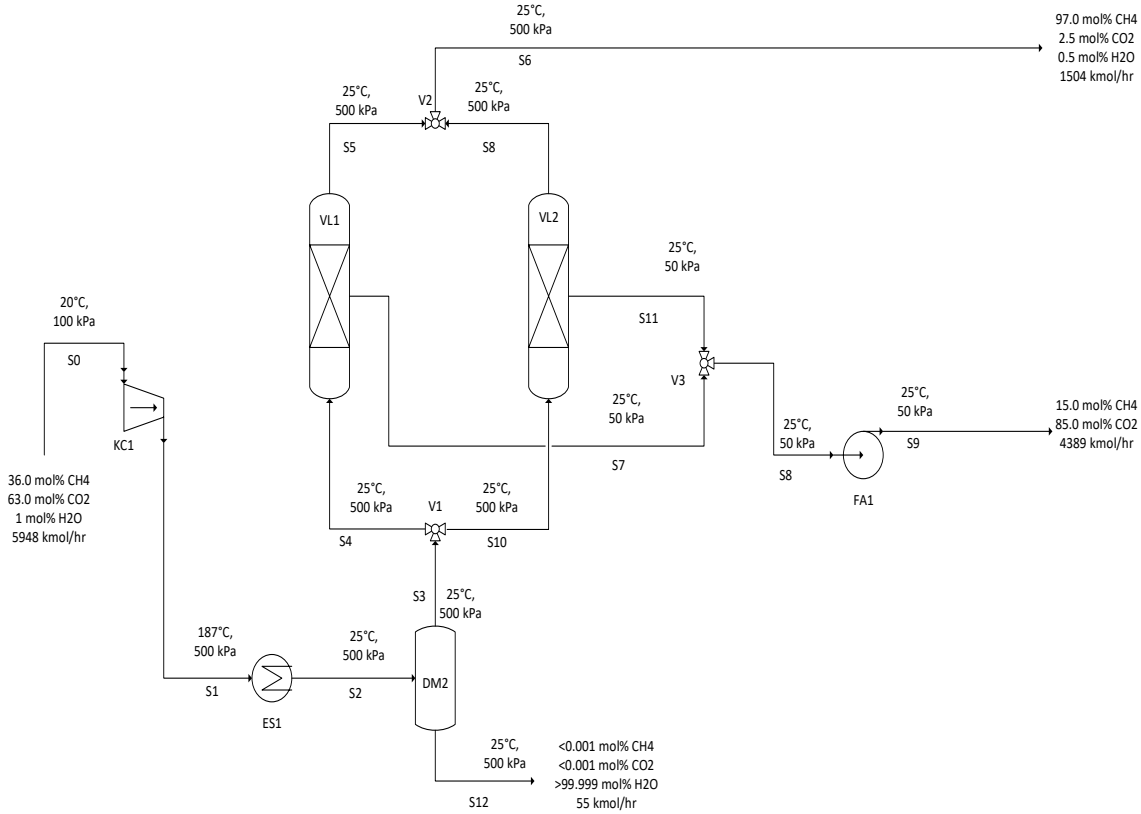 25°C,
500 kPa
S6
97.0 mol% CH4
2.5 mol% CO2
0.5 mol% H2O
1504 kmol/hr
25°C,
500 kPa
V2
25°C,
500 kPa
S5
S8
VL1
VL2
25°C,
50 kPa
S11
20°C,
100 kPa
S0
KC1
V3
25°C,
50 kPa
S7
25°C,
50 kPa
S8
FA1
25°C,
50 kPa
S9
15.0 mol% CH4
85.0 mol% CO2
4389 kmol/hr
36.0 mol% CH4
63.0 mol% CO2
1 mol% H2O
5948 kmol/hr
25°C,
500 kPa
S4
V1
25°C,
500 kPa
S10
S3
25°C,
500 kPa
187°C,
500 kPa
S1
ES1
25°C,
500 kPa
S2
DM2
25°C,
500 kPa
S12
<0.001 mol% CH4
<0.001 mol% CO2
>99.999 mol% H2O
55 kmol/hr